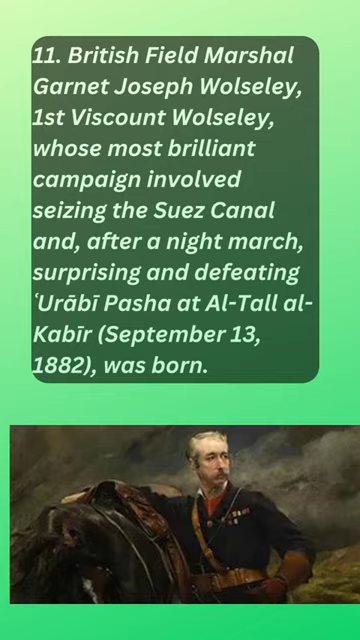 11. British Field Marshal
Garnet Joseph Wolseley,
1st Viscount Wolseley,
whose most brilliant
campaign involved
seizing the Suez Canal
and, after a night march,
surprising and defeating
ʿUrābī Pasha at Al-Tall al-
Kabīr (September 13,
1882), was born.